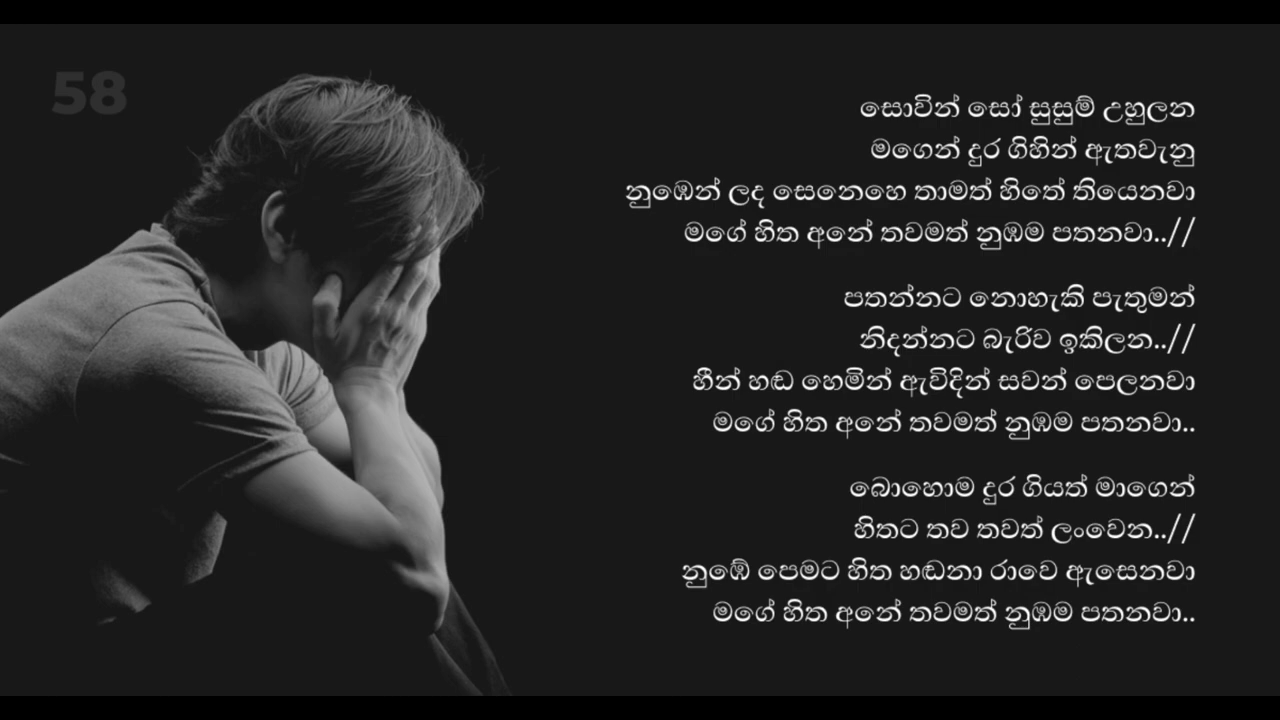 58
සොවින් සෝ සුසුම් උහුලන
මගෙන් දුර ගිහින් ඇතවැනු
නුඹෙන් ලද සෙනෙහෙ තාමත් හිතේ තියෙනවා
මගේ හිත අනේ තවමත් නුඹම පතනවා..//
පතන්නට නොහැකි පැතුමන්
නිදන්නට බැරිව ඉකිලන..//
හීන් හඬ හෙමින් ඇවිදින් සවන් පෙලනවා
මගේ හිත අනේ තවමත් නුඹම පතනවා..
බොහොම දුර ගියත් මාගෙන්
හිතට තව තවත් ලංවෙන..//
නුඹේ පෙමට හිත හඬනා රාවෙ ඇසෙනවා
මගේ හිත අනේ තවමත් නුඹම පතනවා..